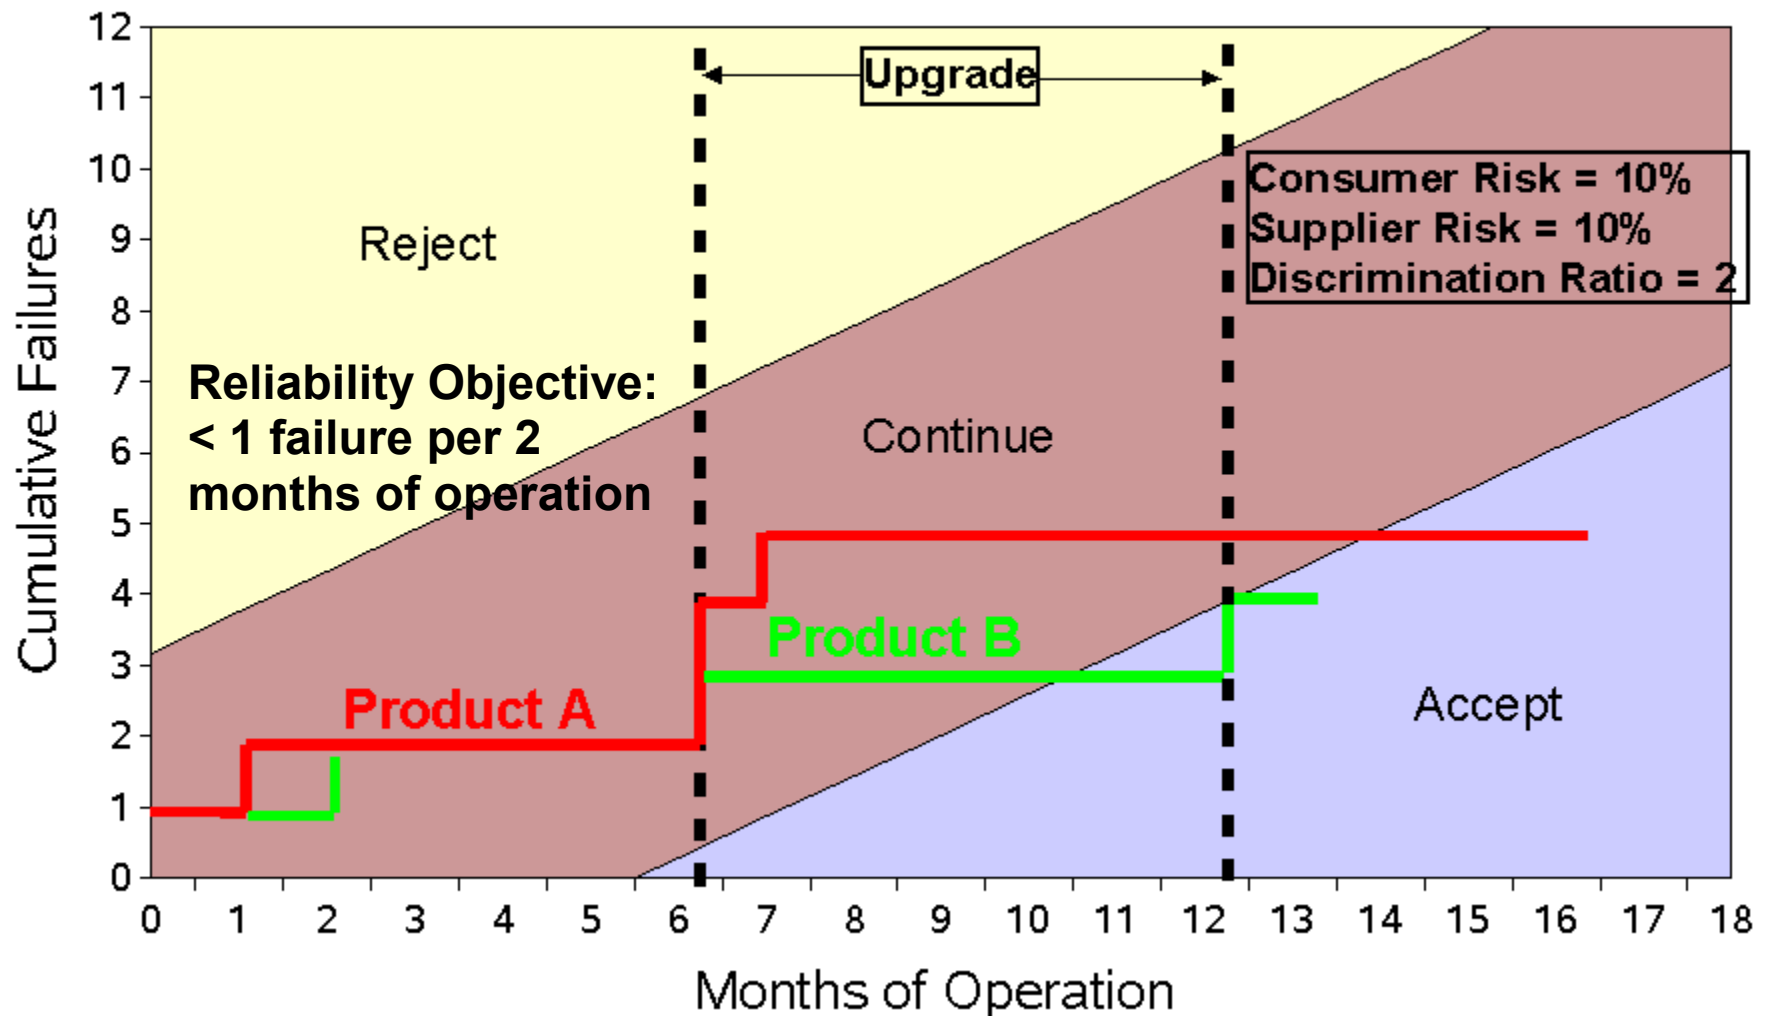 12
11
10
9
8
7
6
5
4
3
2
1
0
Cumulative Failures
Upgrade
Reject
Consumer Risk = 10%
Supplier Risk = 10%
Discrimination Ratio = 2
Reliability Objective:
< 1 failure per 2
months of operation
Continue
Product B
Product A
Accept
0 1 2 3 4 5 6 7 8 9 10 11 12 13 14 15 16 17 18
Months of Operation